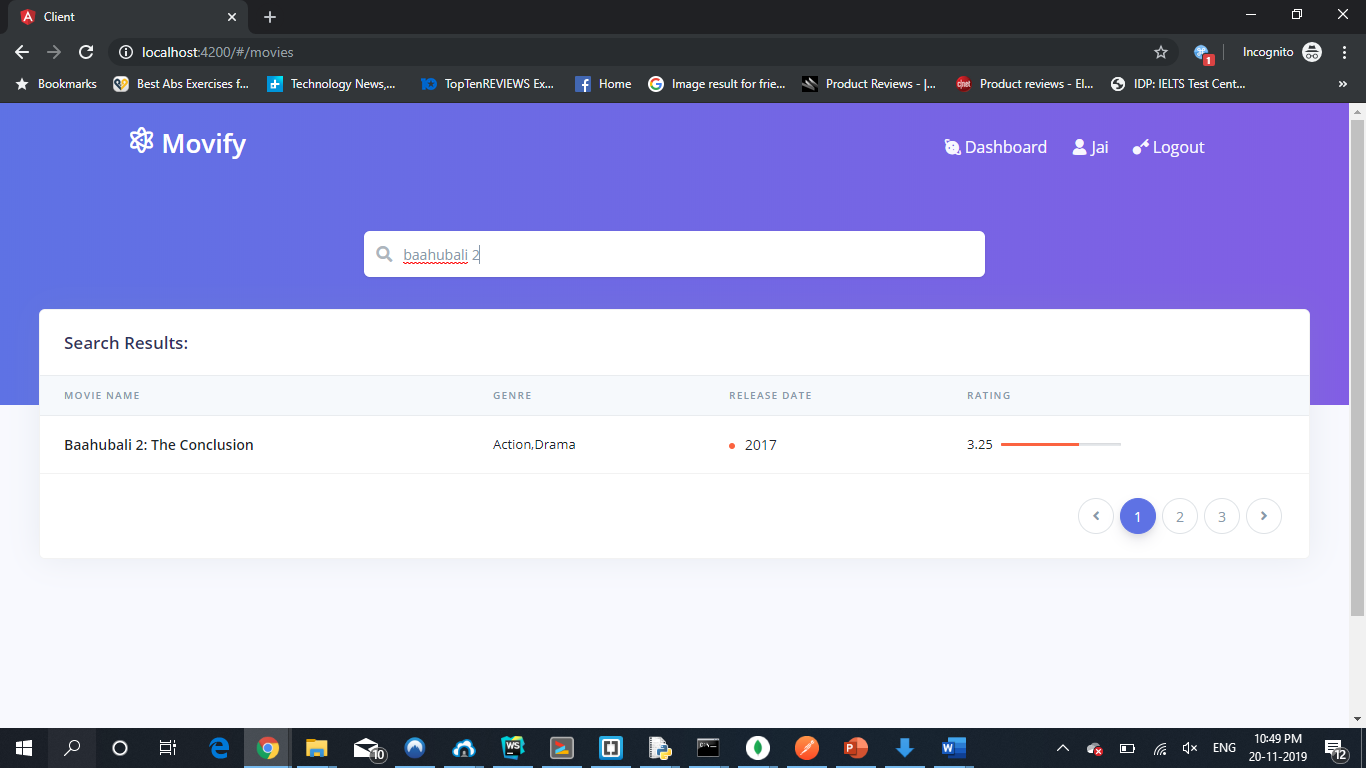 Client
localhost:4200/#/movies
Incognito
1
Bookmarks Best Abs Exercises f... Technology News,... TopTenREVIEWS Ex... Home Image result for frie... Product Reviews - |... Product reviews - El... IDP: IELTS Test Cent... »
Movify
Dashboard Jai Logout
baahubali 2
Search Results:
MOVIE NAME GENRE RELEASE DATE RATING
Baahubali 2: The Conclusion Action,Drama 2017 3.25
1 2 3
10 WS ENG 10:49 PM
20-11-2019 12